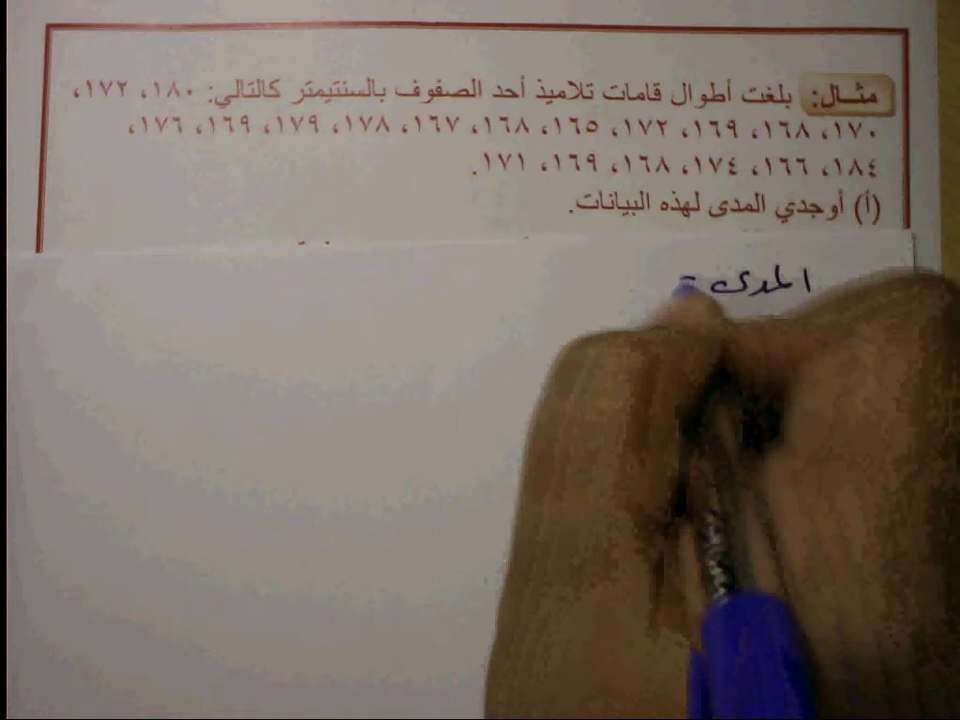 مثال: بلغت أطوال قامات تلاميذ أحد الصفوف بالسنتيمتر كالتالي: ١٨٠، ١٧٢،
١٧٠، ١٦٨، ١٦٩، ١٧٢، ١٦٥، ١٦٨، ١٦٧، ١٧٨، ١٧٩، ١٦٩، ١٧٦،
١٨٤، ١٦٦، ١٧٤، ١٦٨، ١٦٩، ١٧١.
(أ) أوجدي المدى لهذه البيانات.
المدى =